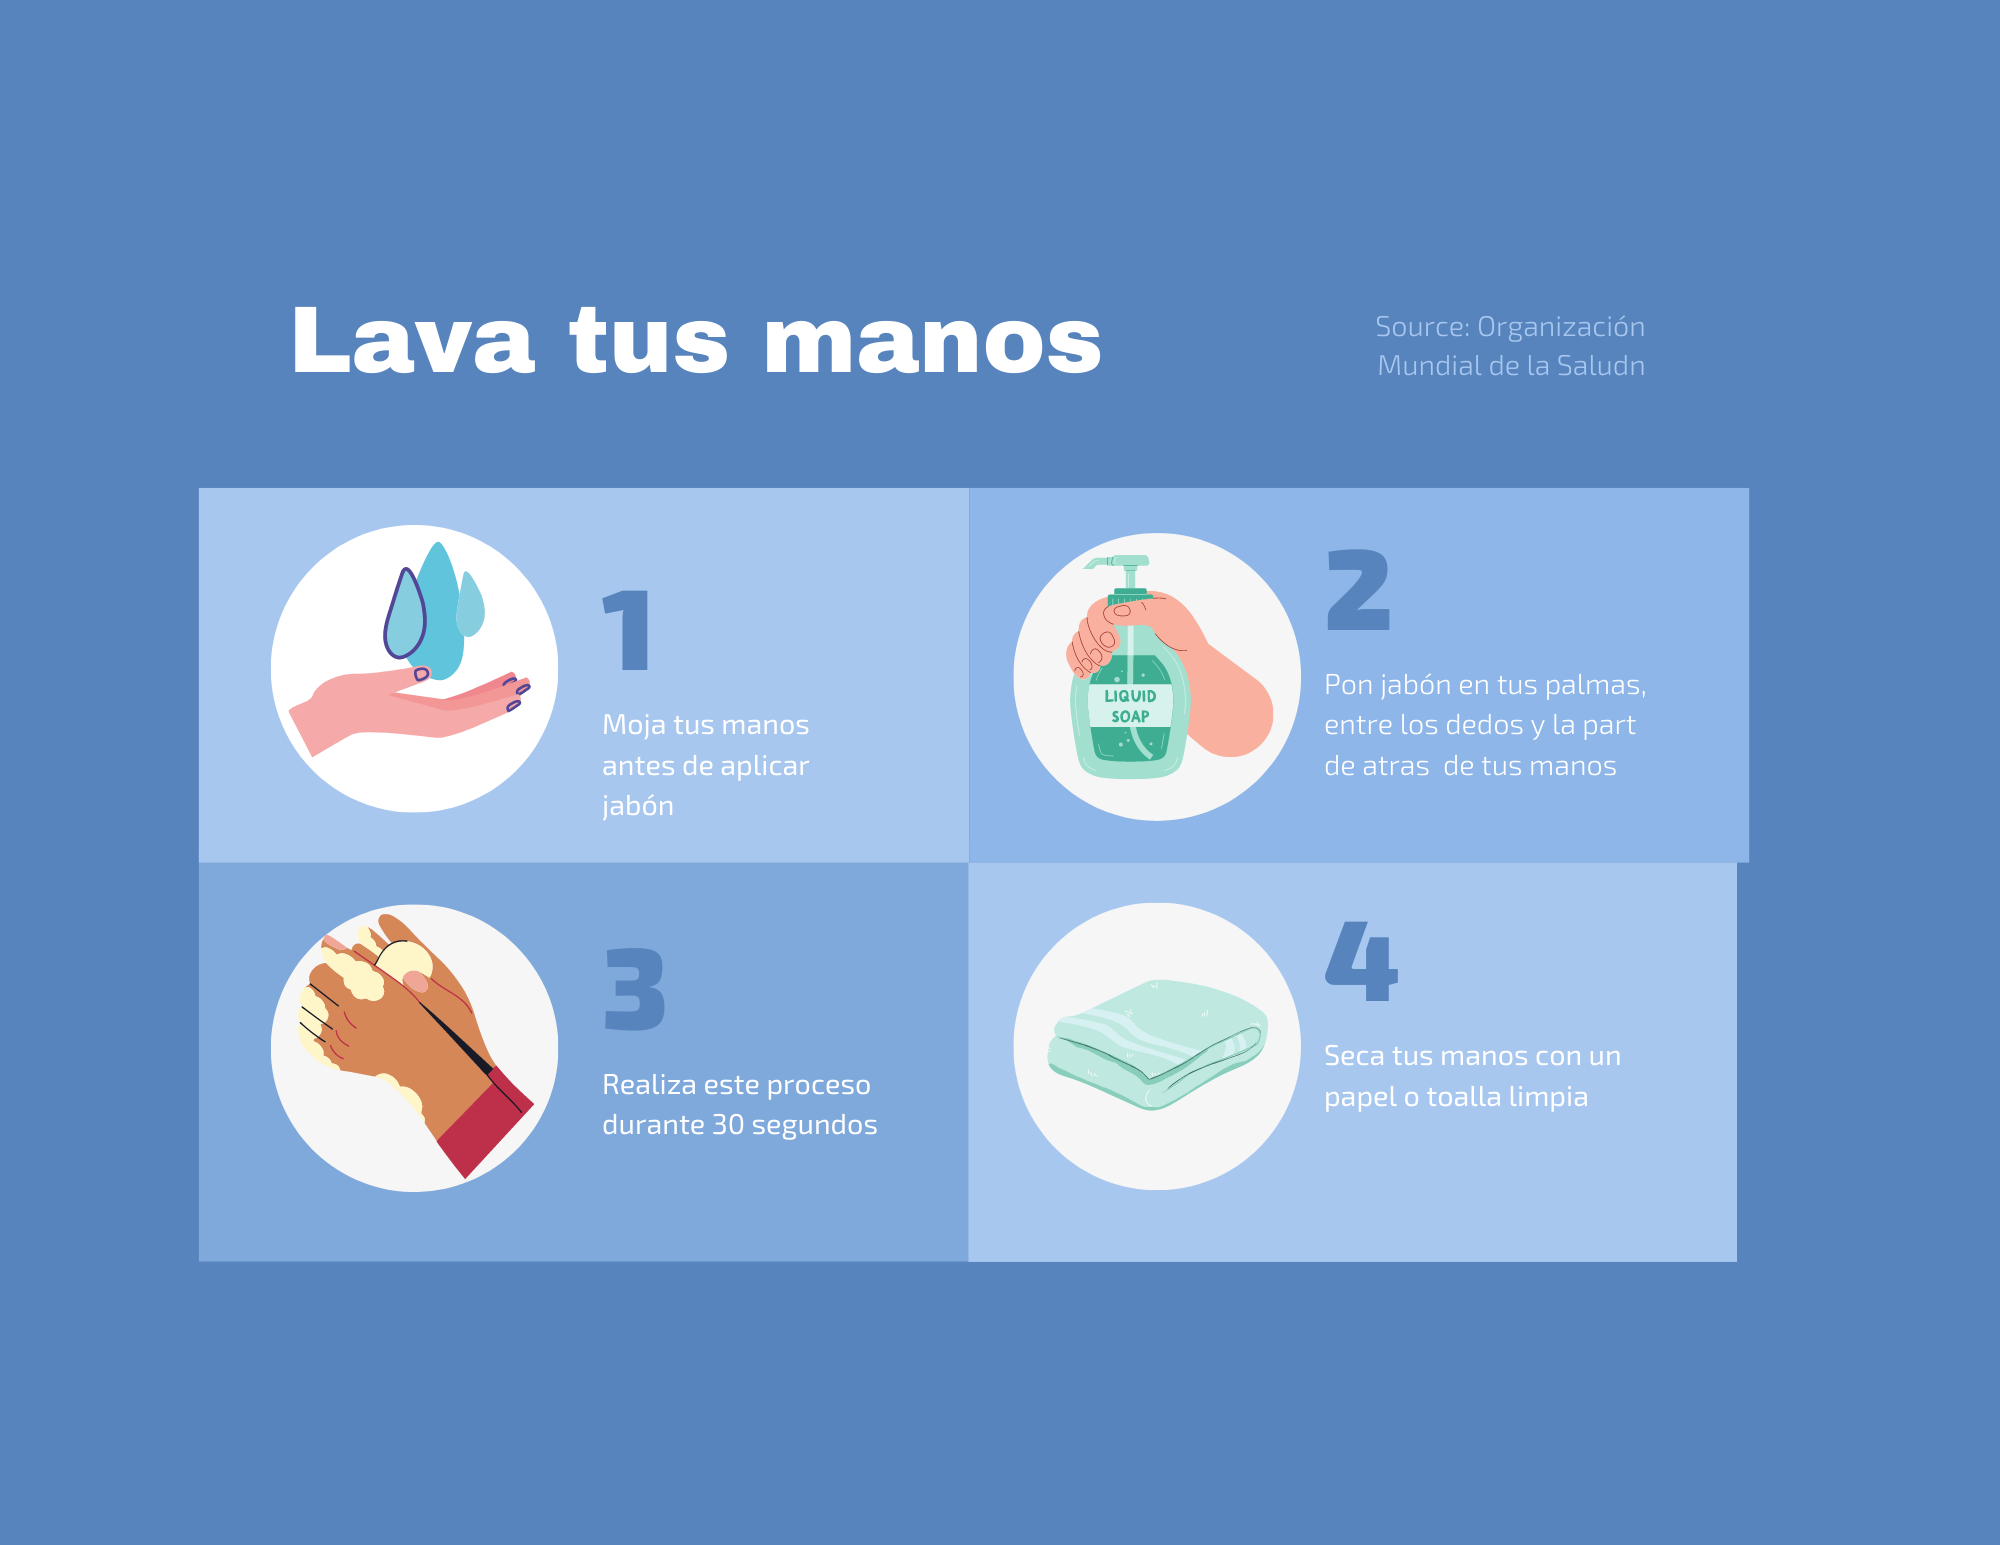 Lava tus manos
Source: Organización
Mundial de la Saludn
1
Moja tus manos
antes de aplicar
jabón
2
Pon jabón en tus palmas,
entre los dedos y la part
de atras  de tus manos
LIQUID
SOAP
3
Realiza este proceso
durante 30 segundos
4
Seca tus manos con un
papel o toalla limpia